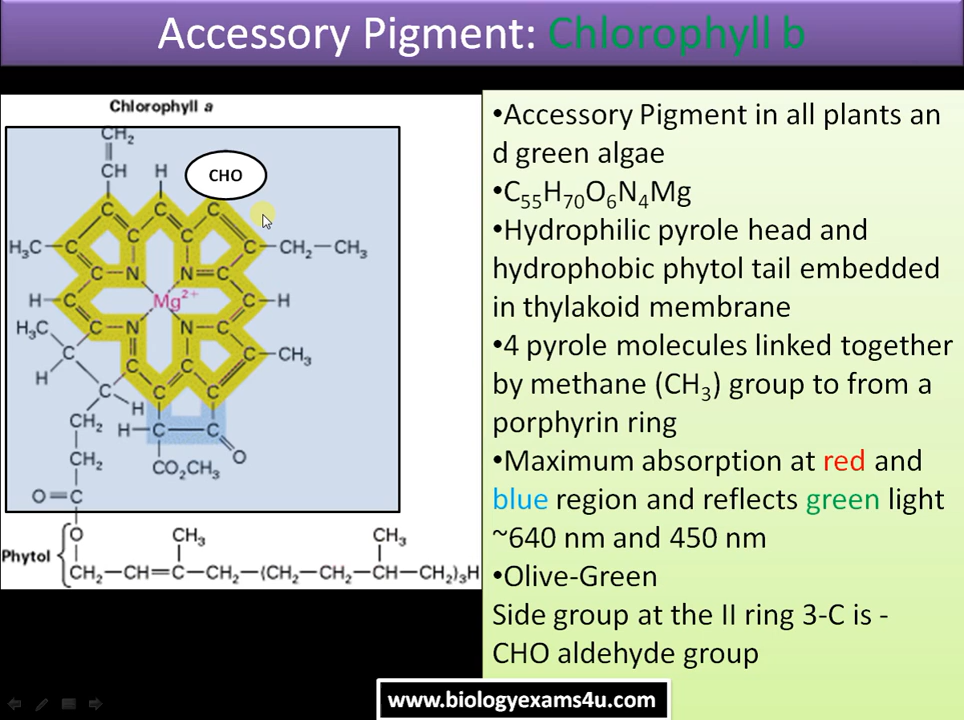 Accessory Pigment: Chlorophyll b
Chlorophyll a
CH₂
CH H CHO
C C C
H₃C C C C C CH₂ CH₃
C N N C
Mg²⁺
H C C H
H₃C C N N C
C C C C CH₃
H C C C
C H
CH₂ H C C
CH₂ CO₂CH₃ O
O C
O CH₃ CH₃
Phytol
CH₂—CH=C—CH₂—(CH₂—CH₂—CH—CH₂)₃H
•Accessory Pigment in all plants an
d green algae
•C₅₅H₇₀O₆N₄Mg
•Hydrophilic pyrole head and
hydrophobic phytol tail embedded
in thylakoid membrane
•4 pyrole molecules linked together
by methane (CH₃) group to from a
porphyrin ring
•Maximum absorption at red and
blue region and reflects green light
~640 nm and 450 nm
•Olive-Green
Side group at the II ring 3-C is -
CHO aldehyde group
www.biologyexams4u.com